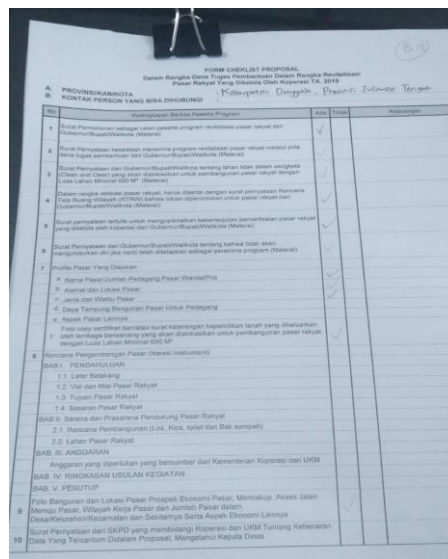 FORM CHEKLIST PROPOSAL
Dalam Rangka Dana Tugas Pembantuan Dalam Rangka Revitalisasi
Pasar Rakyat Yang Dikelola Oleh Koperasi TA. 2019
A. PROVINSI/KAB/KOTA
B. KONTAK PERSON YANG BISA DIHUBUNGI
: Kabupaten Donggala, Provinsi Sulawesi Tengah
No Kelengkapan Berkas Peserta Program Ada Tidak Keterangan
1 Surat Permohonan sebagai calon peserta program revitalisasi pasar rakyat dari
Gubernur/Bupati/Walikota (Materai)
2 Surat Pernyataan kesediaan menerima program revitalisasi pasar rakyat melalui pola
dana tugas pembantuan dari Gubernur/Bupati/Walikota (Materai)
3 Surat Pernyataan dari Gubernur/Bupati/Walikota tentang lahan tidak dalam sengketa
(Clean and Clear) yang akan dialokasikan untuk pembangunan pasar rakyat dengan
Luas Lahan Minimal 600 M²
4 Dalam rangka relokasi pasar rakyat, harus disertai dengan surat pernyataan Rencana
Tata Ruang Wilayah (RTRW) bahwa lokasi diperuntukan untuk pasar rakyat dari
Gubernur/Bupati/Walikota (Materai)
5 Surat pernyataan tertulis untuk mengoptimalkan keberlanjutan pemanfaatan pasar rakyat
yang dikelola oleh koperasi dari Gubernur/Bupati/Walikota (Materai)
6 Surat Pernyataan dari Gubernur/Bupati/Walikota tentang bahwa tidak akan
mengundurkan diri jika nanti telah ditetapkan sebagai penerima program (Materai)
7 Profile Pasar Yang Diajukan
a Nama Pasar/Jumlah Pedagang Pasar Wanita/Pria
b Alamat dan Lokasi Pasar
c. Jenis dan Waktu Pasar
d Daya Tampung Bangunan Pasar Untuk Pedagang
e. Aspek Pasar Lainnya
f. Foto copy sertifikat dan/atau surat keterangan kepemilikan tanah yang dikeluarkan
oleh lembaga berwenang yang akan dialokasikan untuk pembangunan pasar rakyat
dengan Luas Lahan Minimal 600 M²
8 Rencana Pengembangan Pasar (Narasi Instrument)
BAB I. PENDAHULUAN
1.1. Latar Belakang
1.2. Visi dan Misi Pasar Rakyat
1.3. Tujuan Pasar Rakyat
1.4. Sasaran Pasar Rakyat
BAB II. Sarana dan Prasarana Pendukung Pasar Rakyat
2.1. Rencana Pembangunan (Los, Kios, toilet dan Bak sampah)
2.2. Lahan Pasar Rakyat
BAB. III. ANGGARAN
Anggaran yang diperlukan yang bersumber dari Kementerian Koperasi dan UKM
BAB. IV. RINGKASAN USULAN KEGIATAN
BAB. V. PENUTUP
9 Foto Bangunan dan Lokasi Pasar Prospek Ekonomi Pasar, Mencakup Akses Jalan
Menuju Pasar, Wilayah Kerja Pasar dan Jumlah Pasar dalam
Desa/Kelurahan/Kecamatan dan Sekitarnya Serta Aspek Ekonomi Lainnya
10 Surat Pernyataan dari SKPD yang membidangi Koperasi dan UKM Tentang Kebenaran
Data Yang Tercantum Didalam Proposal, Mengetahui Kepala Dinas